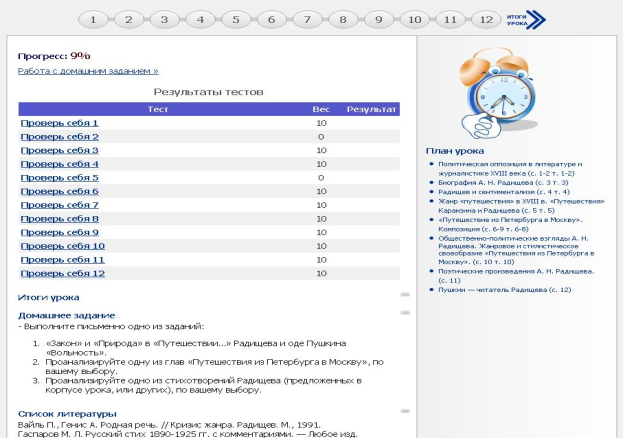 1 2 3 4 5 6 7 8 9 10 11 12 ИТОГИ УРОКА
Прогресс: 9%
Работа с домашним заданием »
Результаты тестов
Тест Вес Результат
Проверь себя 1 10
Проверь себя 2 0
Проверь себя 3 10
Проверь себя 4 10
Проверь себя 5 0
Проверь себя 6 10
Проверь себя 7 10
Проверь себя 8 10
Проверь себя 9 10
Проверь себя 10 10
Проверь себя 11 10
Проверь себя 12 10
Итоги урока
Домашнее задание
- Выполните письменно одно из заданий:
1. «Закон» и «Природа» в «Путешествии...» Радищева и оде Пушкина
«Вольность».
2. Проанализируйте одну из глав «Путешествия из Петербурга в Москву», по
вашему выбору.
3. Проанализируйте одно из стихотворений Радищева (предложенных в
корпусе урока, или других), по вашему выбору.
Список литературы
Вайль П., Генис А. Родная речь. // Кризис жанра. Радищев. М., 1991.
Гаспаров М. Л. Русский стих 1890-1925 гг. с комментариями. — Любое изд.
План урока
Политическая оппозиция в литературе и
журналистике XVIII века (с. 1-2 т. 1-2)
Биография А. Н. Радищева (с. 3 т. 3)
Радищев и сентиментализм (с. 4 т. 4)
Жанр «путешествия» в XVIII в. «Путешествия»
Карамзина и Радищева (с. 5 т. 5)
«Путешествие из Петербурга в Москву».
Композиция (с. 6-9 т. 6-8)
Общественно-политические взгляды А. Н.
Радищева. Жанровое и стилистическое
своеобразие «Путешествия из Петербурга в
Москву». (с. 10 т. 10)
Поэтические произведения А. Н. Радищева.
(с. 11)
Пушкин — читатель Радищева (с. 12)